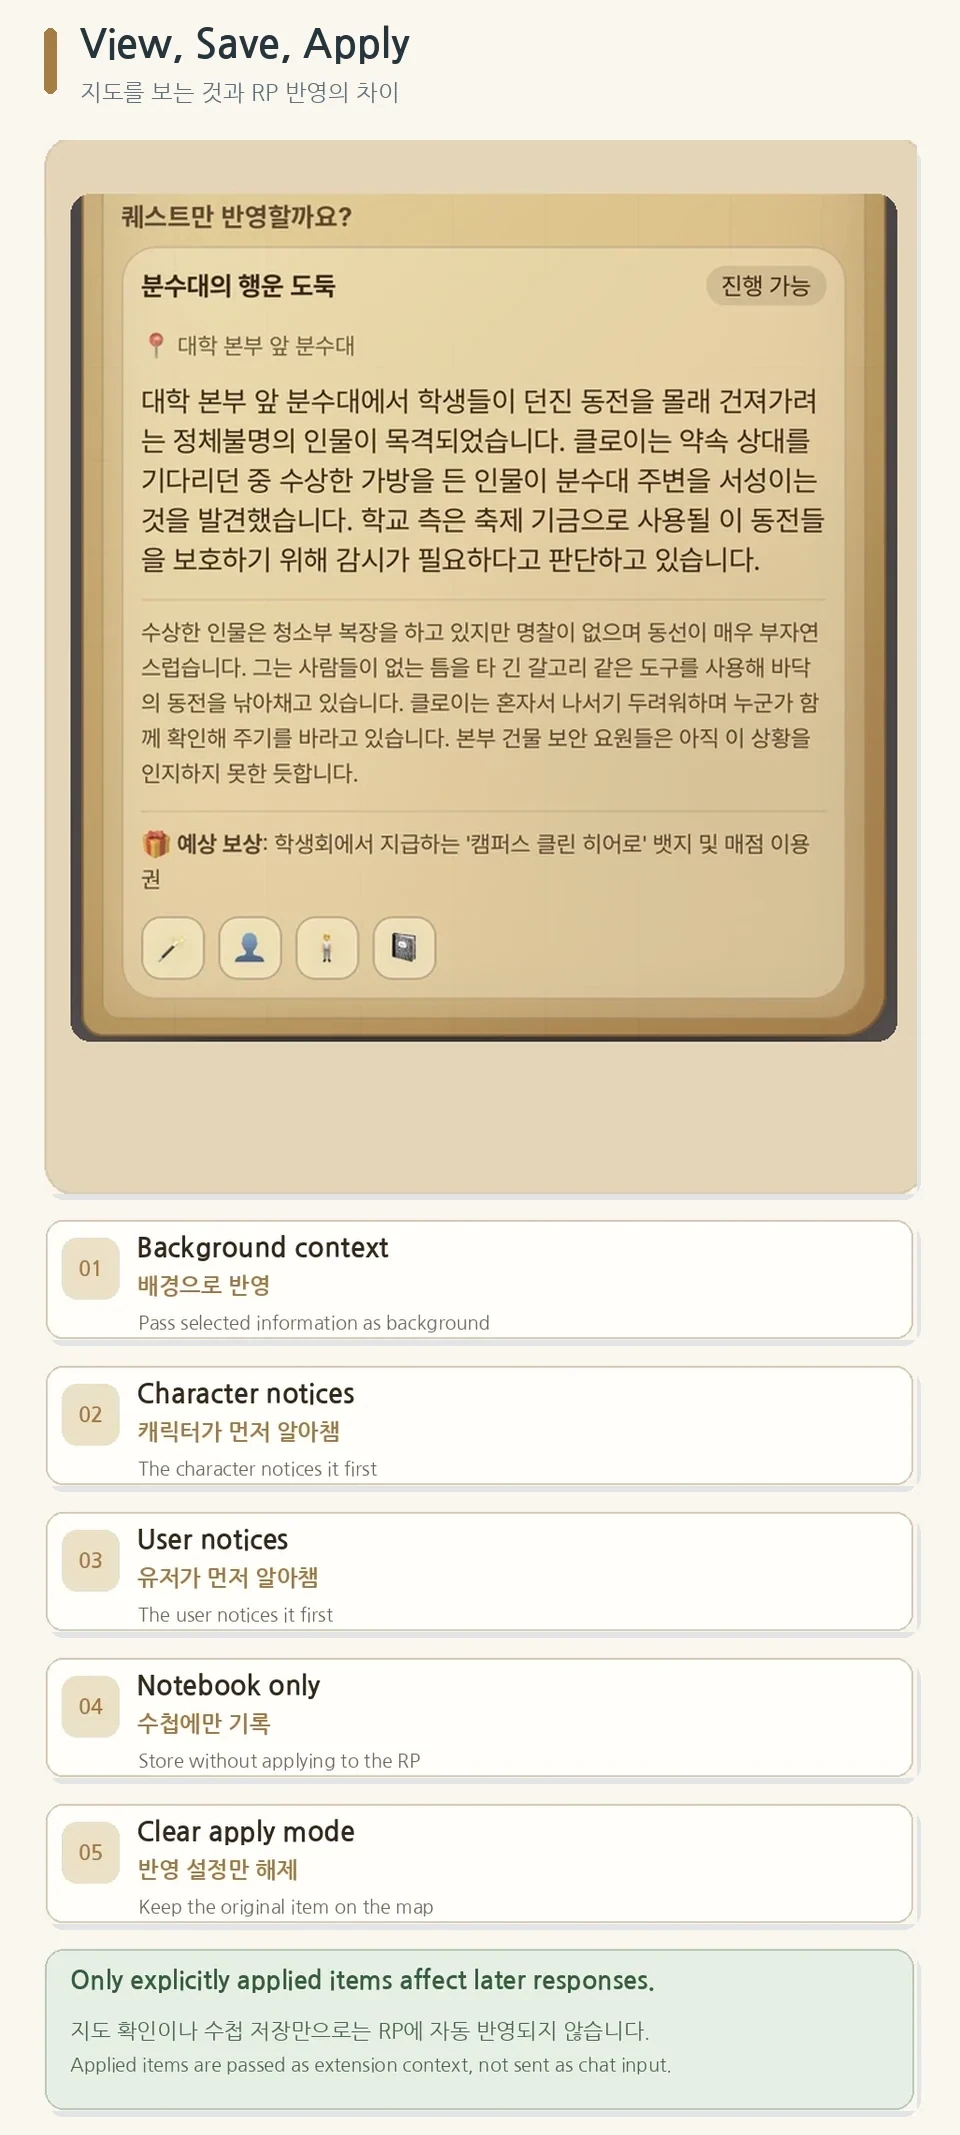 View, Save, Apply
지도를 보는 것과 RP 반영의 차이
퀘스트만 반영할까요?
분수대의 행운 도둑
진행 가능
대학 본부 앞 분수대
대학 본부 앞 분수대에서 학생들이 던진 동전을 몰래 건져가려
는 정체불명의 인물이 목격되었습니다. 클로이는 약속 상대를
기다리던 중 수상한 가방을 든 인물이 분수대 주변을 서성이는
것을 발견했습니다. 학교 측은 축제 기금으로 사용될 이 동전들
을 보호하기 위해 감시가 필요하다고 판단하고 있습니다.
수상한 인물은 청소부 복장을 하고 있지만 명찰이 없으며 동선이 매우 부자연
스럽습니다. 그는 사람들이 없는 틈을 타 긴 갈고리 같은 도구를 사용해 바닥
의 동전을 낚아채고 있습니다. 클로이는 혼자서 나서기 두려워하며 누군가 함
께 확인해 주기를 바라고 있습니다. 본부 건물 보안 요원들은 아직 이 상황을
인지하지 못한 듯합니다.
예상 보상: 학생회에서 지급하는 '캠퍼스 클린 히어로' 뱃지 및 매점 이용
권
01
Background context
배경으로 반영
Pass selected information as background
02
Character notices
캐릭터가 먼저 알아챔
The character notices it first
03
User notices
유저가 먼저 알아챔
The user notices it first
04
Notebook only
수첩에만 기록
Store without applying to the RP
05
Clear apply mode
반영 설정만 해제
Keep the original item on the map
Only explicitly applied items affect later responses.
지도 확인이나 수첩 저장만으로는 RP에 자동 반영되지 않습니다.
Applied items are passed as extension context, not sent as chat input.